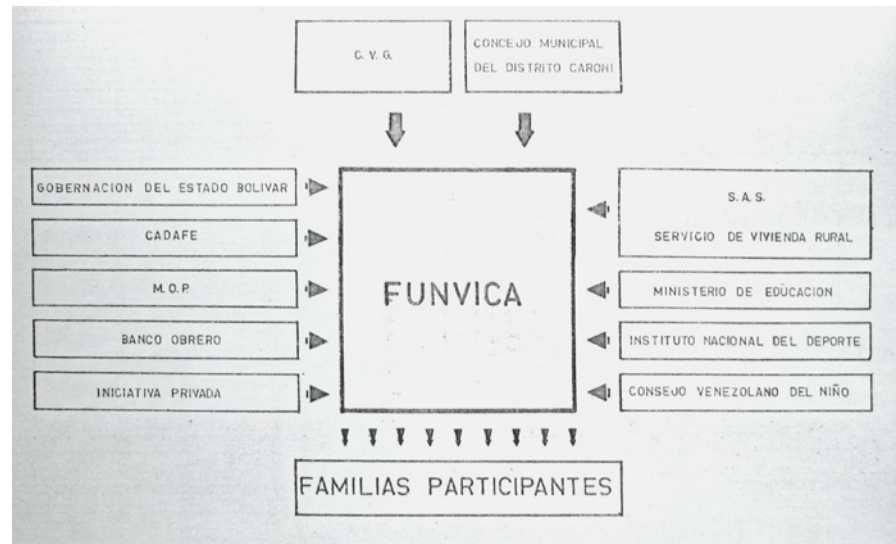 C. V. G.
CONCEJO MUNICIPAL
DEL DISTRITO CARONI
GOBERNACION DEL ESTADO BOLIVAR
CADAFE
M.O.P.
BANCO OBRERO
INICIATIVA PRIVADA
FUNVICA
S. A. S.
SERVICIO DE VIVIENDA RURAL
MINISTERIO DE EDUCACION
INSTITUTO NACIONAL DEL DEPORTE
CONSEJO VENEZOLANO DEL NIÑO
FAMILIAS PARTICIPANTES